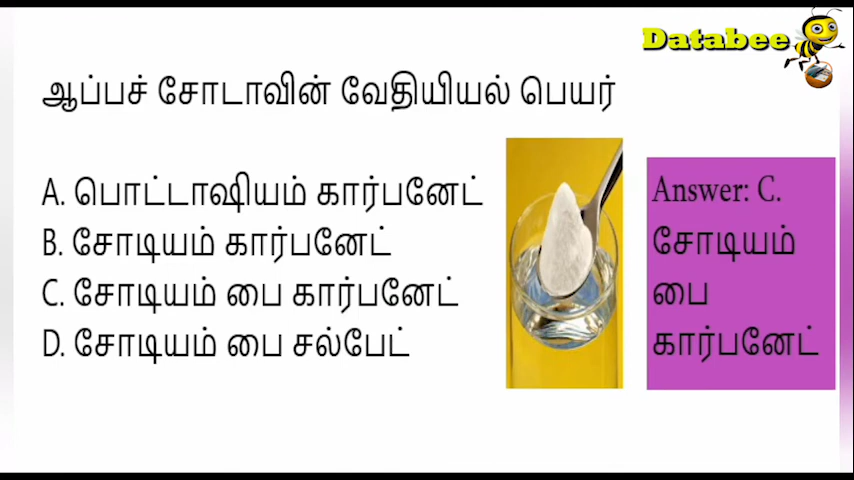 Databee
ஆப்பச் சோடாவின் வேதியியல் பெயர்
A. பொட்டாஷியம் கார்பனேட்
B. சோடியம் கார்பனேட்
C. சோடியம் பை கார்பனேட்
D. சோடியம் பை சல்பேட்
Answer: C.
சோடியம்
பை
கார்பனேட்